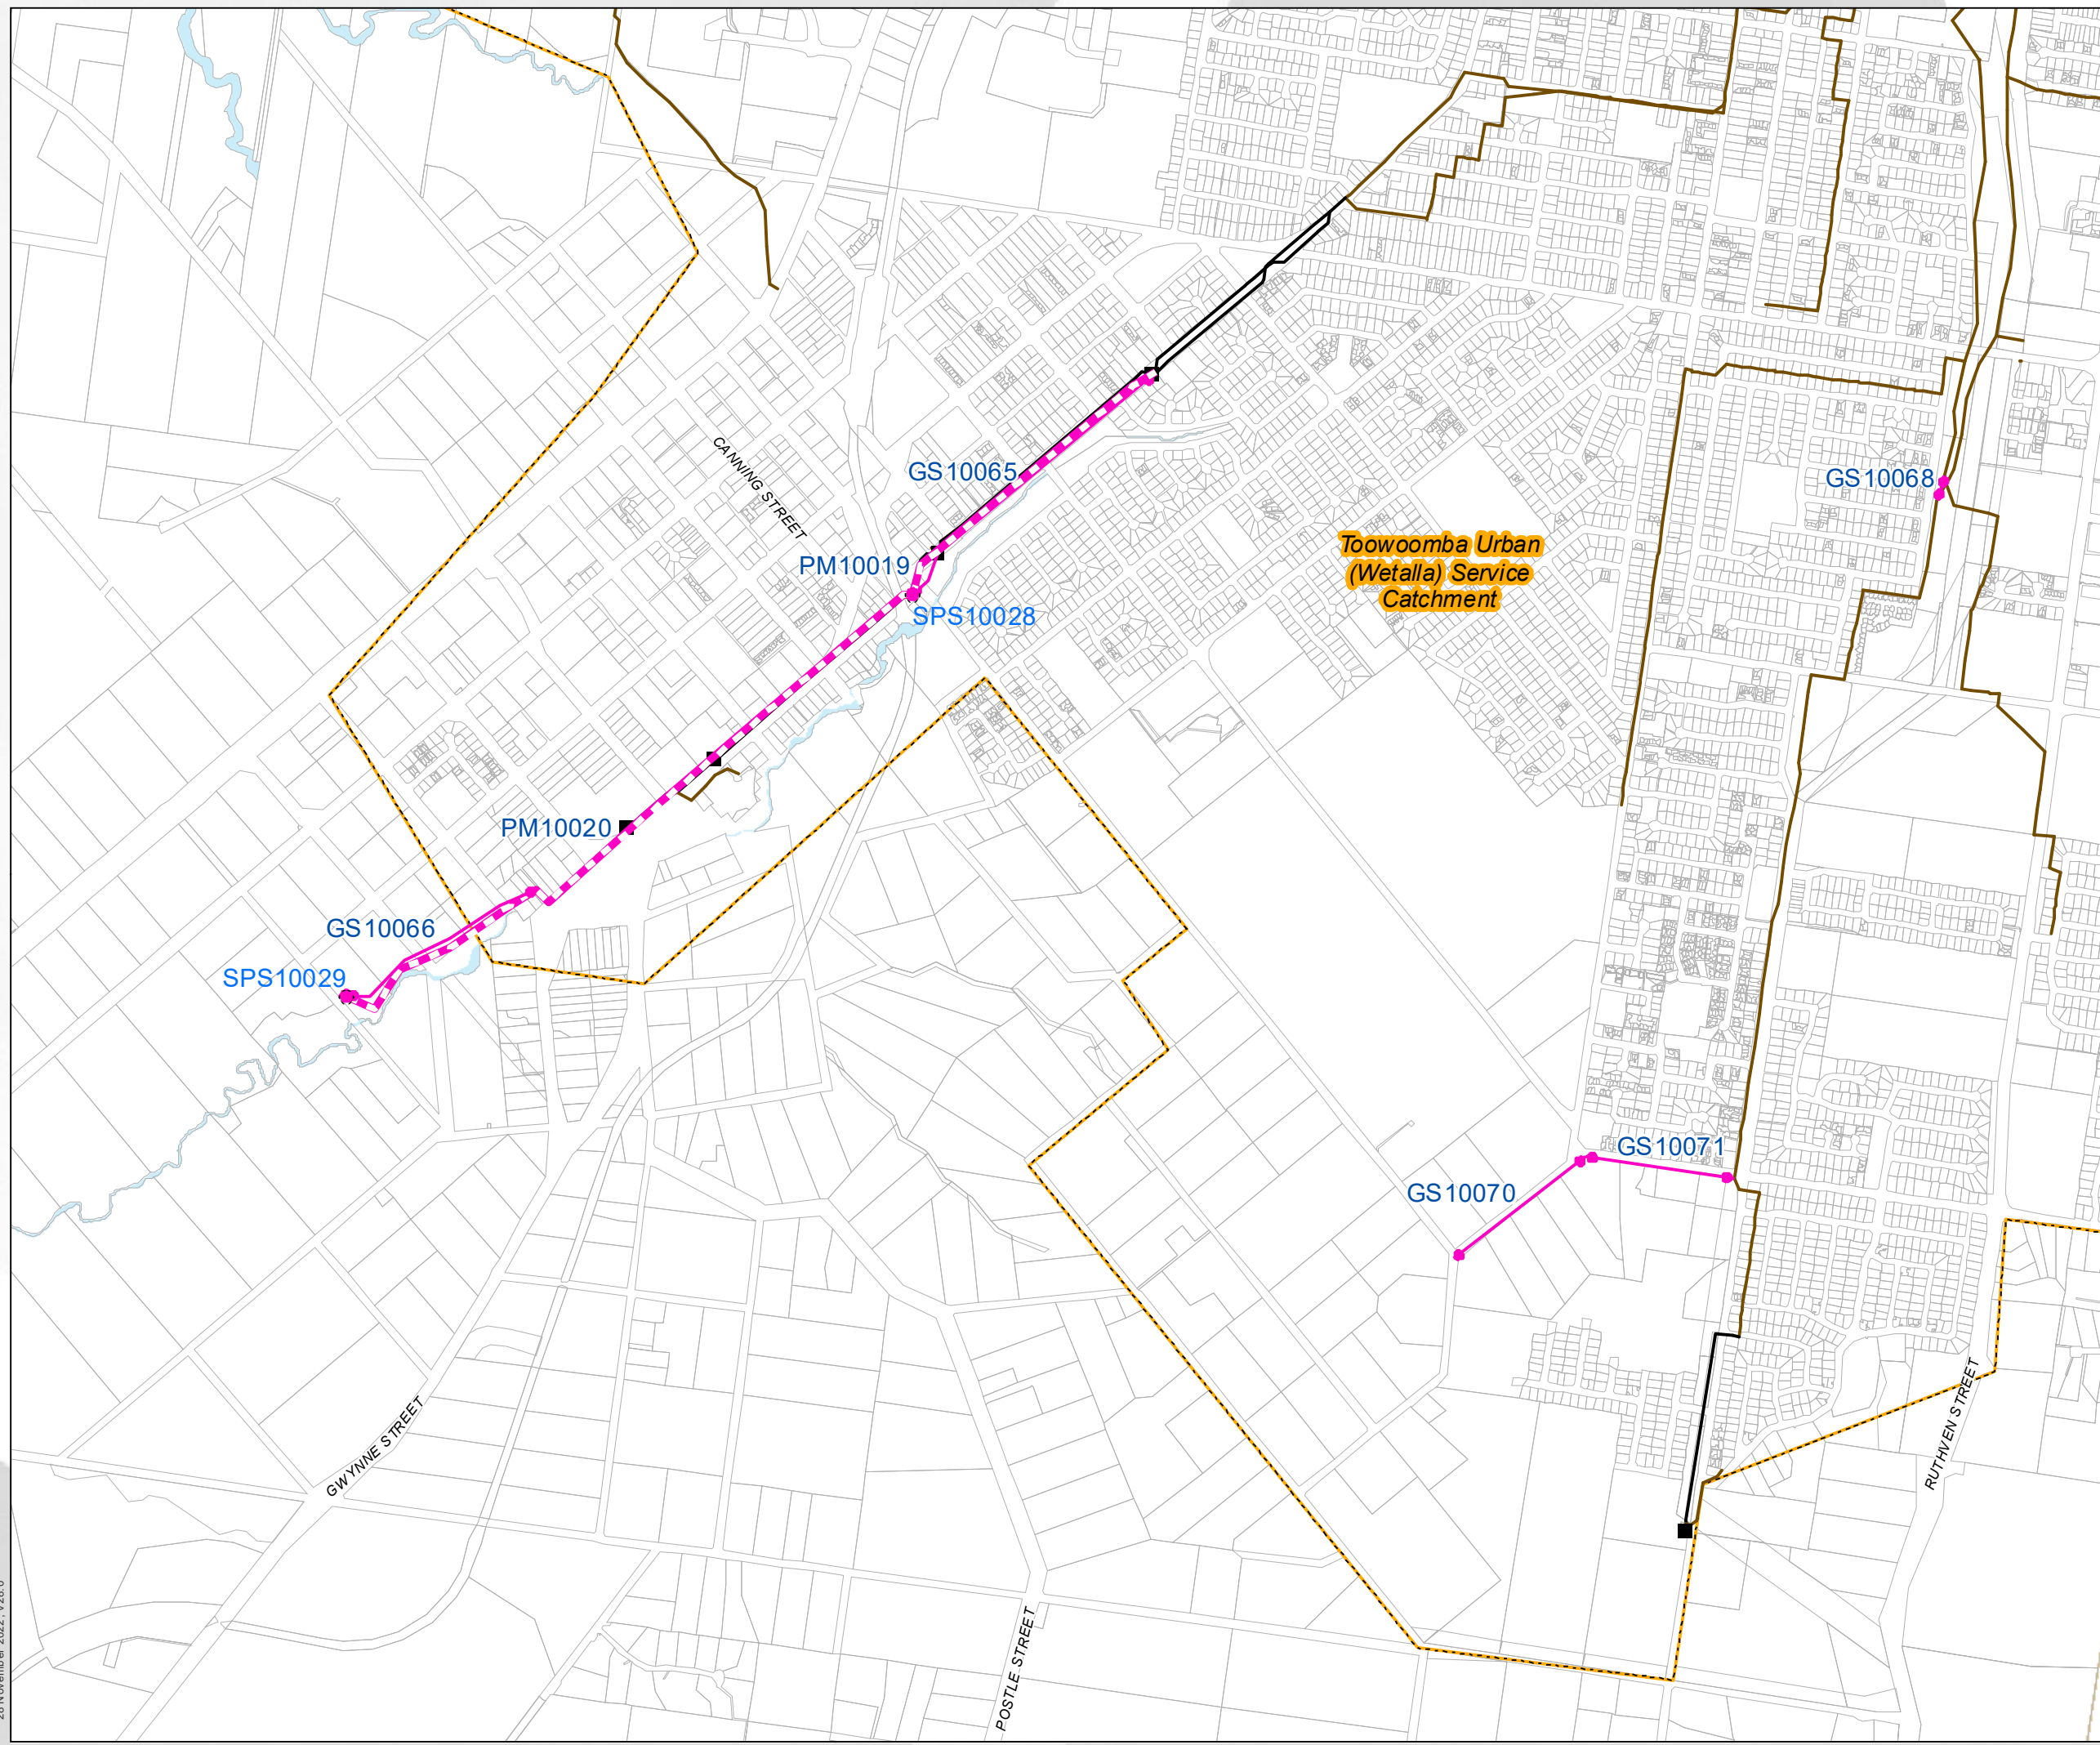 CANNING STREET
GS10065
GS10068
Toowoomba Urban
(Wetalla) Service
Catchment
PM10019
SPS10028
PM10020
GS10066
SPS10029
GS10071
GS10070
GWYNNE STREET
RUTHVEN STREET
POSTLE STREET